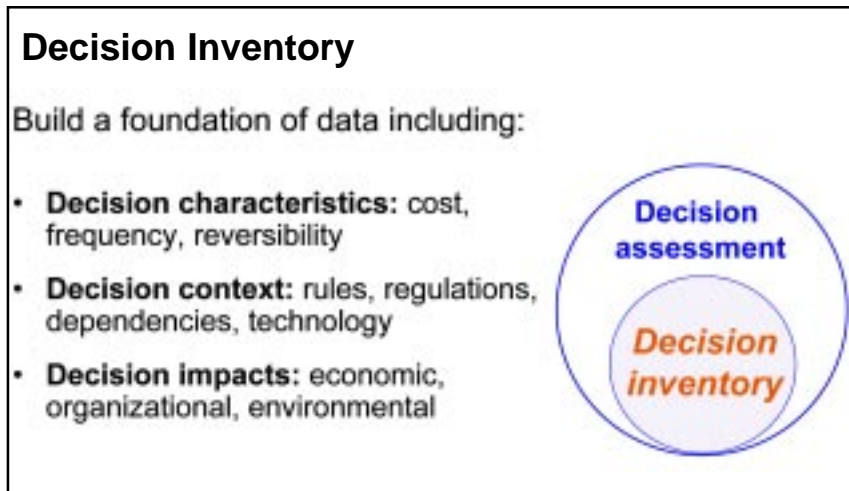 Decision Inventory
Build a foundation of data including:
• Decision characteristics: cost,
frequency, reversibility
• Decision context: rules, regulations,
dependencies, technology
• Decision impacts: economic,
organizational, environmental
Decision
assessment
Decision
inventory